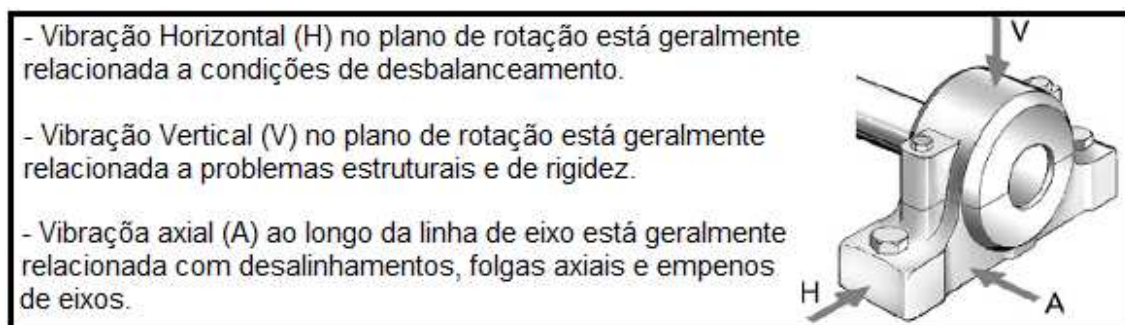 - Vibração Horizontal (H) no plano de rotação está geralmente
relacionada a condições de desbalanceamento.
- Vibração Vertical (V) no plano de rotação está geralmente
relacionada a problemas estruturais e de rigidez.
- Vibraçõa axial (A) ao longo da linha de eixo está geralmente
relacionada com desalinhamentos, folgas axiais e empenos
de eixos.
V
H
A